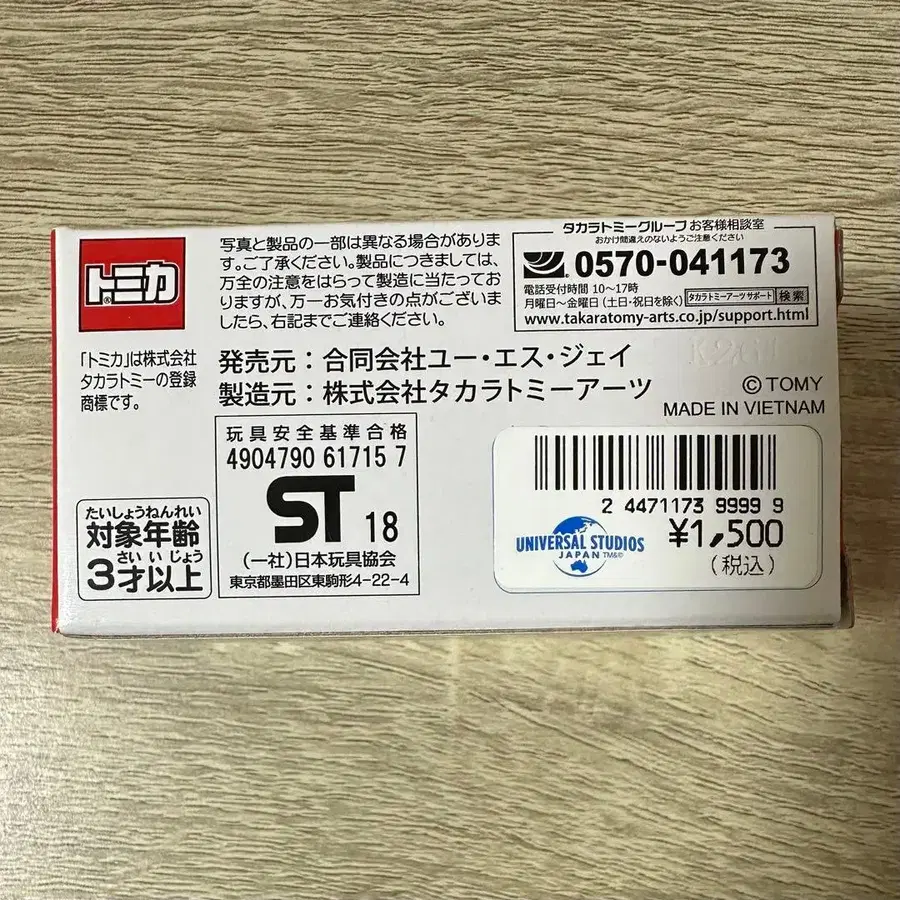 トミカ®
写真と製品の一部は異なる場合がありま
す。ご了承ください。製品につきましては、
万全の注意をはらって製造に当たってお
りますが、万一お気付きの点がございま
したら、右記までご連絡ください。
タカラトミーグループ お客様相談室
おかけ間違えのないようご注意ください
0570-041173
電話受付時間 10〜17時
月曜日〜金曜日(土・日・祝日を除く)
タカラトミーアーツ サポート 検索
www.takaratomy-arts.co.jp/support.html
「トミカ」は株式会社
タカラトミーの登録
商標です。
発売元:合同会社ユー・エス・ジェイ
製造元:株式会社タカラトミーアーツ
© TOMY
MADE IN VIETNAM
たいしょうねんれい
対象年齢
さいいじょう
3才以上
玩具安全基準合格
4904790 61715 7
ST 18
(一社)日本玩具協会
東京都墨田区東駒形4-22-4
2 4471173 9999 9
UNIVERSAL STUDIOS
JAPAN TM&©
¥1,500
(税込)